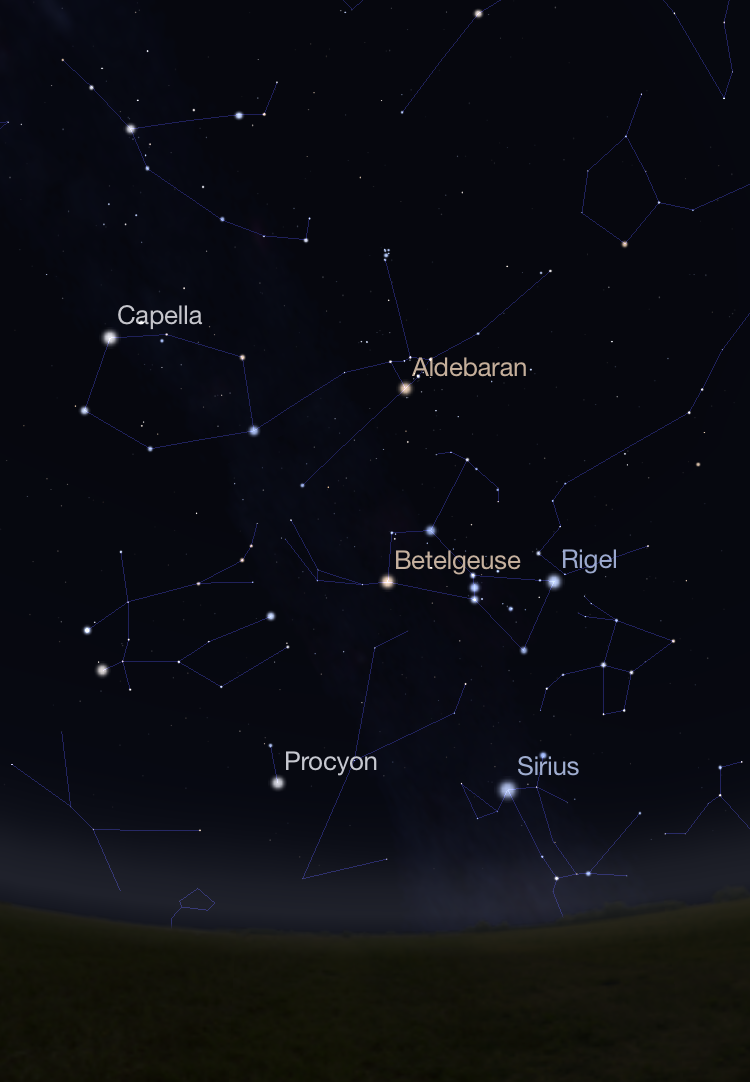 Capella
Aldebaran
Betelgeuse
Rigel
Procyon
Sirius